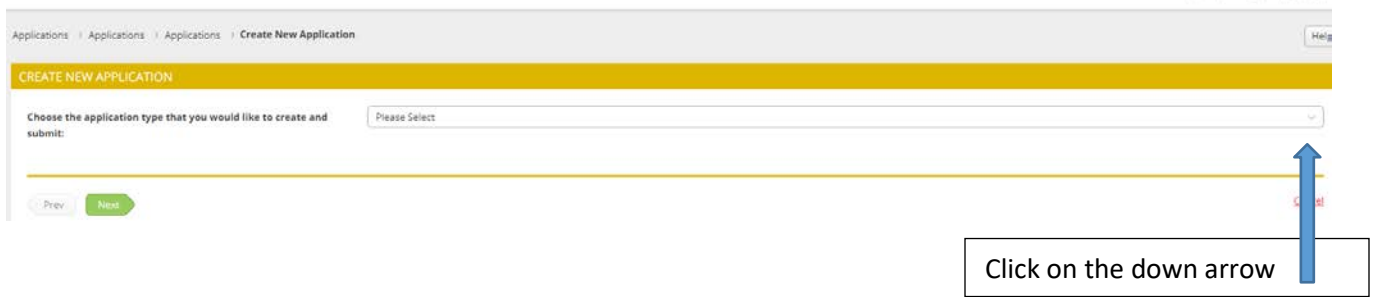 Applications Applications Applications Create New Application
Help
CREATE NEW APPLICATION
Choose the application type that you would like to create and
submit:
Please Select
Prev
Next
Click on the down arrow